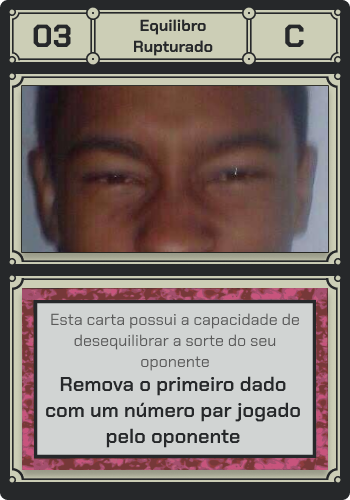 03
Equilibro
Rupturado
C
Esta carta possui a capacidade de
desequilibrar a sorte do seu
oponente
Remova o primeiro dado
com um número par jogado
pelo oponente